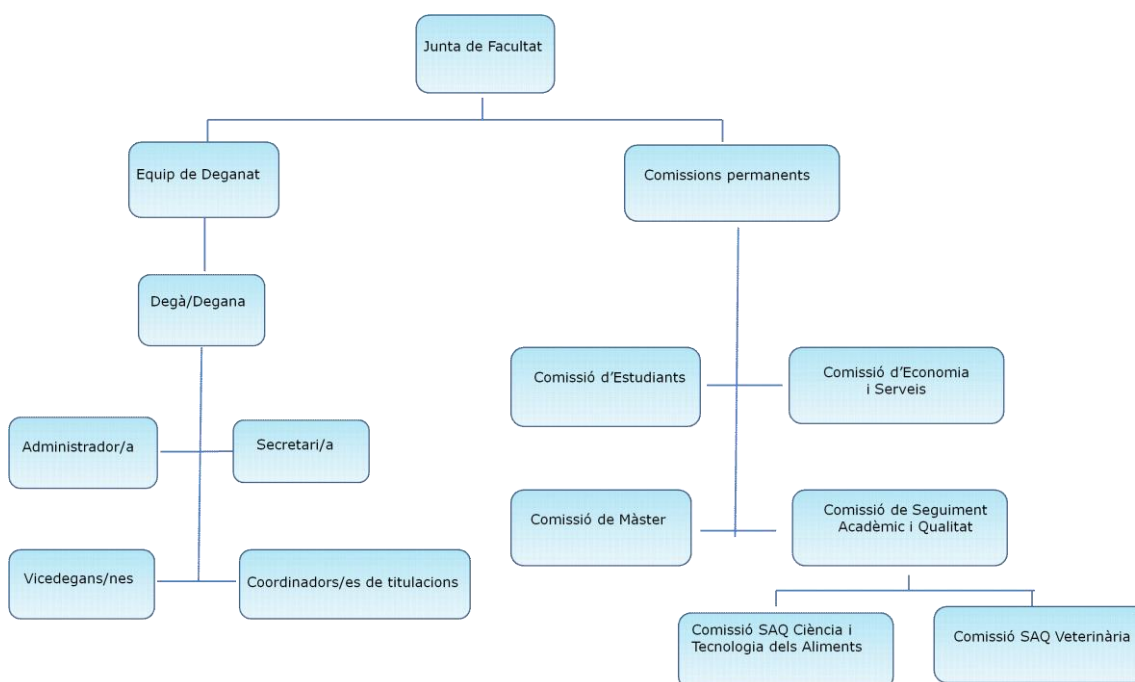 Junta de Facultat
Equip de Deganat
Comissions permanents
Degà/Degana
Comissió d'Estudiants
Comissió d'Economia
i Serveis
Administrador/a
Secretari/a
Comissió de Màster
Comissió de Seguiment
Acadèmic i Qualitat
Vicedegans/nes
Coordinadors/es de titulacions
Comissió SAQ Ciència i
Tecnologia dels Aliments
Comissió SAQ Veterinària